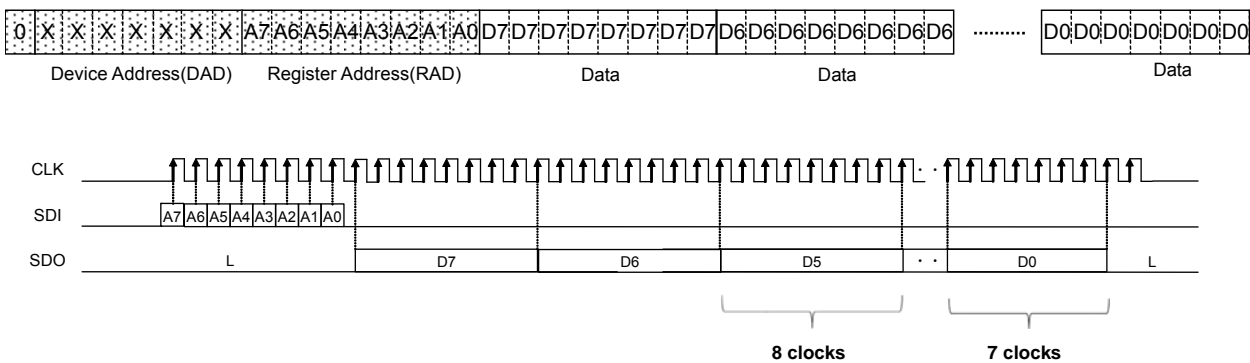 0 X X X X X X X A7 A6 A5 A4 A3 A2 A1 A0 D7 D7 D7 D7 D7 D7 D7 D7 D6 D6 D6 D6 D6 D6 D6 D6 ·········· D0 D0 D0 D0 D0 D0 D0
Device Address(DAD) Register Address(RAD) Data Data Data
CLK · ·
SDI A7 A6 A5 A4 A3 A2 A1 A0
SDO L D7 D6 D5 · · D0 L
8 clocks 7 clocks